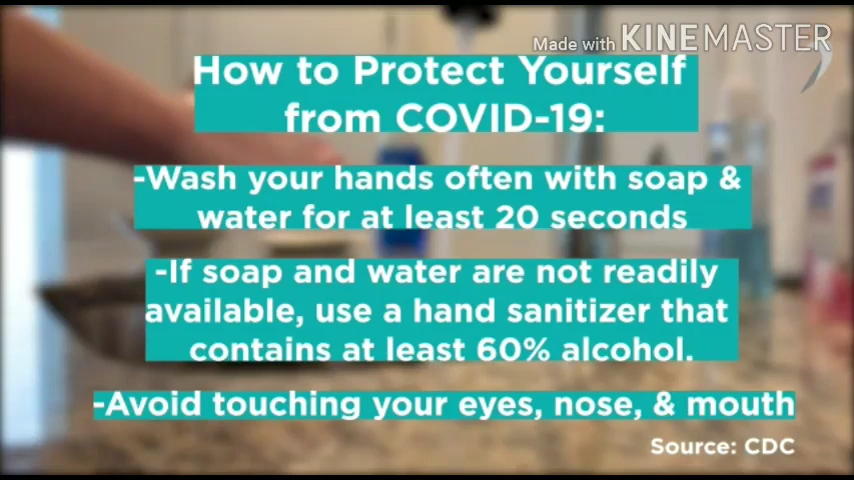 Made with KINEMASTER
How to Protect Yourself
from COVID-19:
-Wash your hands often with soap &
water for at least 20 seconds
-If soap and water are not readily
available, use a hand sanitizer that
contains at least 60% alcohol.
-Avoid touching your eyes, nose, & mouth
Source: CDC